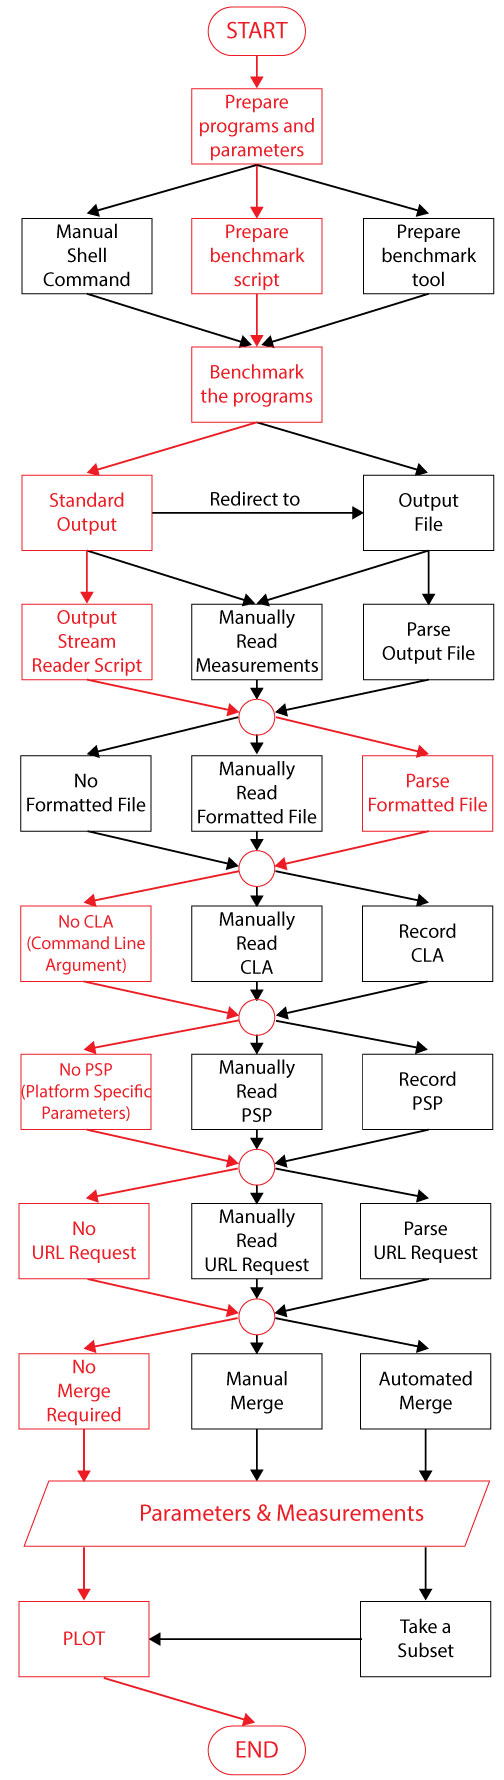 START
Prepare
programs and
parameters
Manual
Shell
Command
Prepare
benchmark
script
Prepare
benchmark
tool
Benchmark
the programs
Standard
Output
Redirect to
Output
File
Output
Stream
Reader Script
Manually
Read
Measurements
Parse
Output File
No
Formatted File
Manually
Read
Formatted File
Parse
Formatted File
No CLA
(Command Line
Argument)
Manually
Read
CLA
Record
CLA
No PSP
(Platform Specific
Parameters)
Manually
Read
PSP
Record
PSP
No
URL Request
Manually
Read
URL Request
Parse
URL Request
No
Merge
Required
Manual
Merge
Automated
Merge
Parameters & Measurements
PLOT
Take a
Subset
END